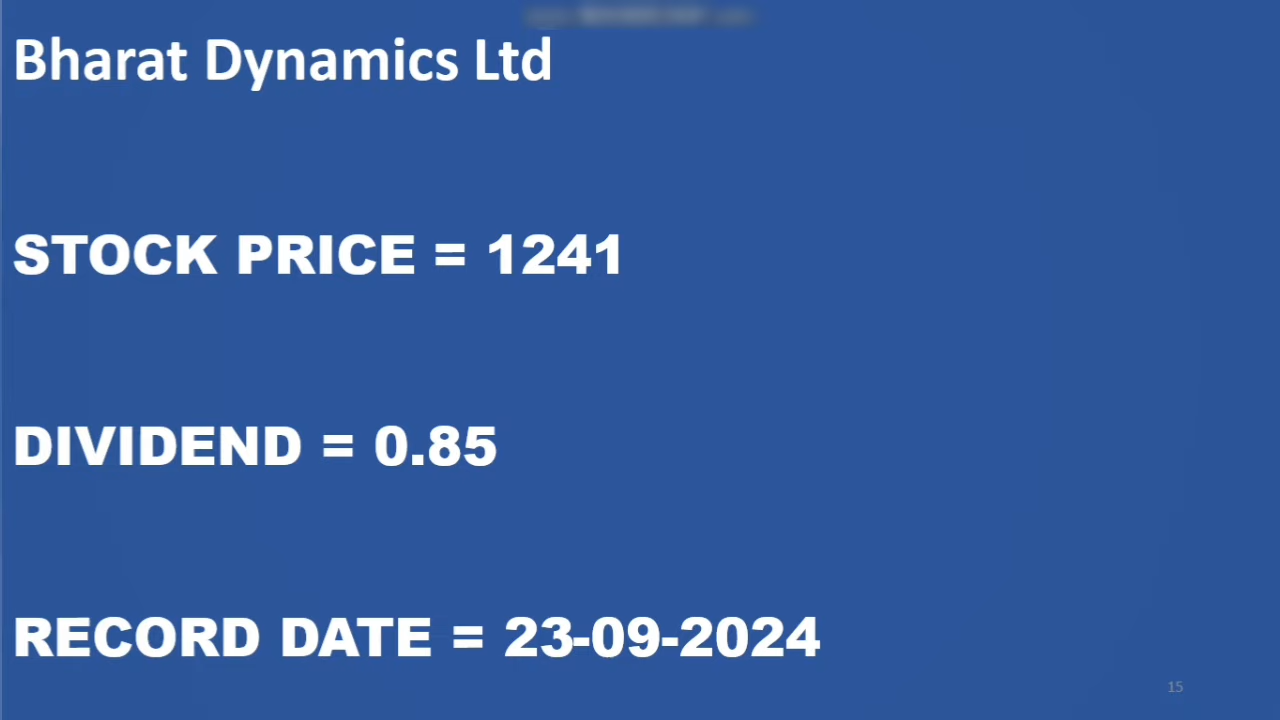 Bharat Dynamics Ltd
STOCK PRICE = 1241
DIVIDEND = 0.85
RECORD DATE = 23-09-2024
15